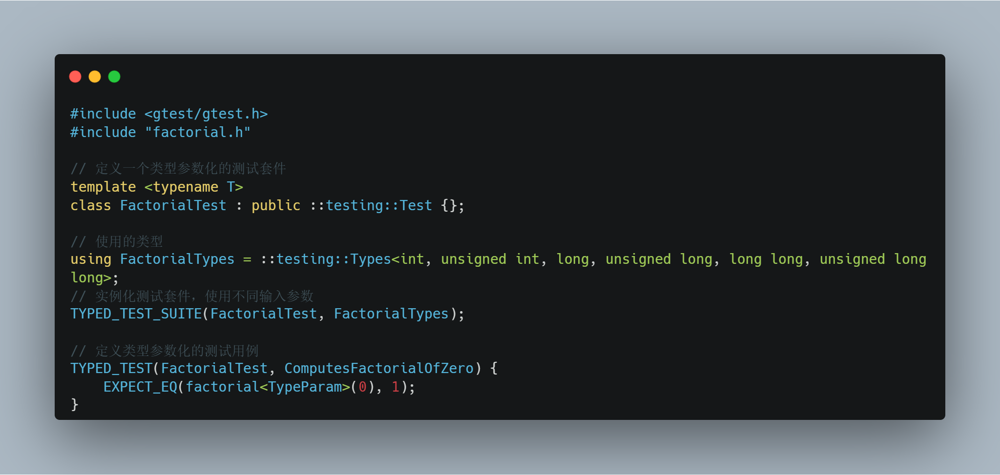 #include <gtest/gtest.h>
#include "factorial.h"
// 定义一个类型参数化的测试套件
template <typename T>
class FactorialTest : public ::testing::Test {};
// 使用的类型
using FactorialTypes = ::testing::Types<int, unsigned int, long, unsigned long, long long, unsigned long
long>;
// 实例化测试套件，使用不同输入参数
TYPED_TEST_SUITE(FactorialTest, FactorialTypes);
// 定义类型参数化的测试用例
TYPED_TEST(FactorialTest, ComputesFactorialOfZero) {
    EXPECT_EQ(factorial<TypeParam>(0), 1);
}